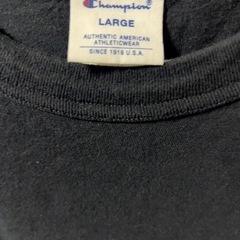 Champion
LARGE
AUTHENTIC AMERICAN
ATHLETICWEAR
SINCE 1919 U.S.A.